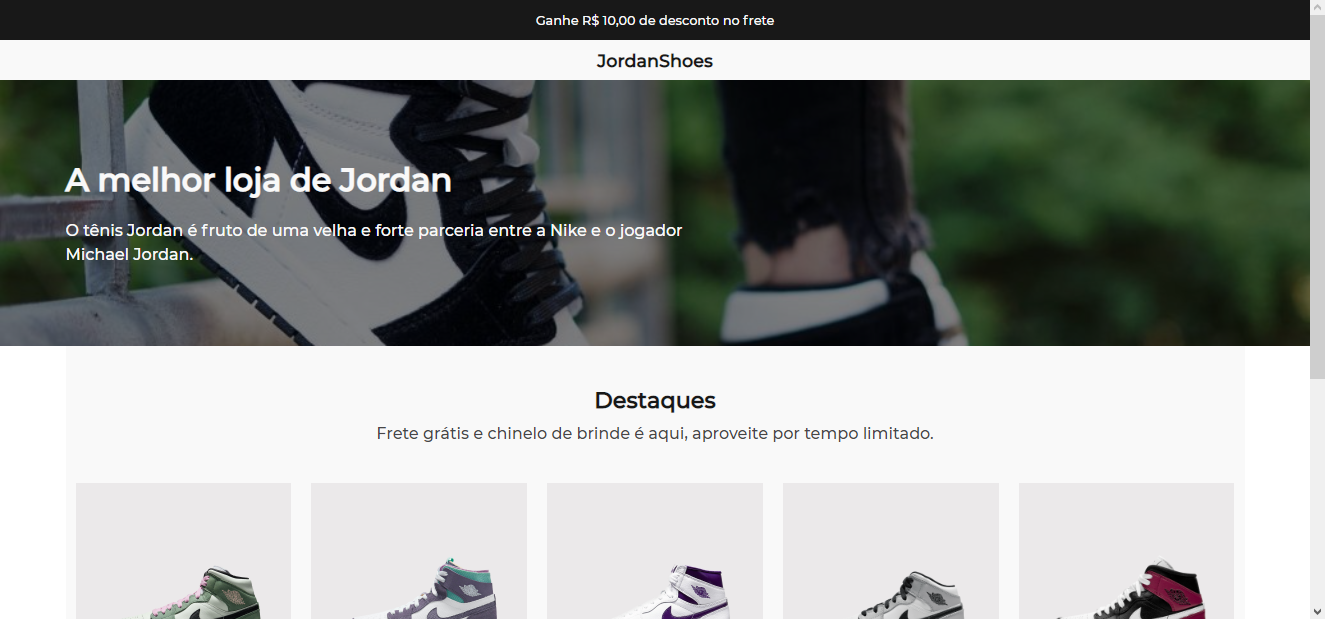 Ganhe R$ 10,00 de desconto no frete
JordanShoes
A melhor loja de Jordan
O tênis Jordan é fruto de uma velha e forte parceria entre a Nike e o jogador
Michael Jordan.
Destaques
Frete grátis e chinelo de brinde é aqui, aproveite por tempo limitado.